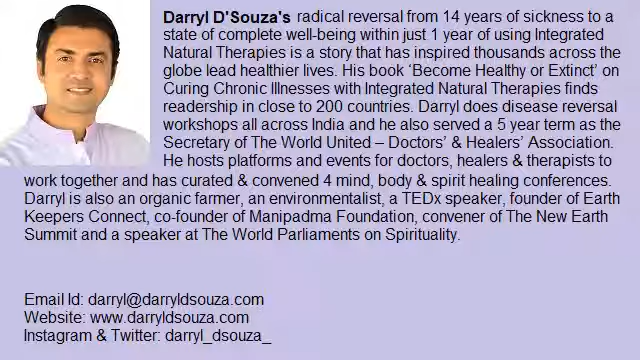 Darryl D'Souza's radical reversal from 14 years of sickness to a
state of complete well-being within just 1 year of using Integrated
Natural Therapies is a story that has inspired thousands across the
globe lead healthier lives. His book ‘Become Healthy or Extinct’ on
Curing Chronic Illnesses with Integrated Natural Therapies finds
readership in close to 200 countries. Darryl does disease reversal
workshops all across India and he also served a 5 year term as the
Secretary of The World United – Doctors’ & Healers’ Association.
He hosts platforms and events for doctors, healers & therapists to
work together and has curated & convened 4 mind, body & spirit healing conferences.
Darryl is also an organic farmer, an environmentalist, a TEDx speaker, founder of Earth
Keepers Connect, co-founder of Manipadma Foundation, convener of The New Earth
Summit and a speaker at The World Parliaments on Spirituality.
Email Id: darryl@darryldsouza.com
Website: www.darryldsouza.com
Instagram & Twitter: darryl_dsouza_